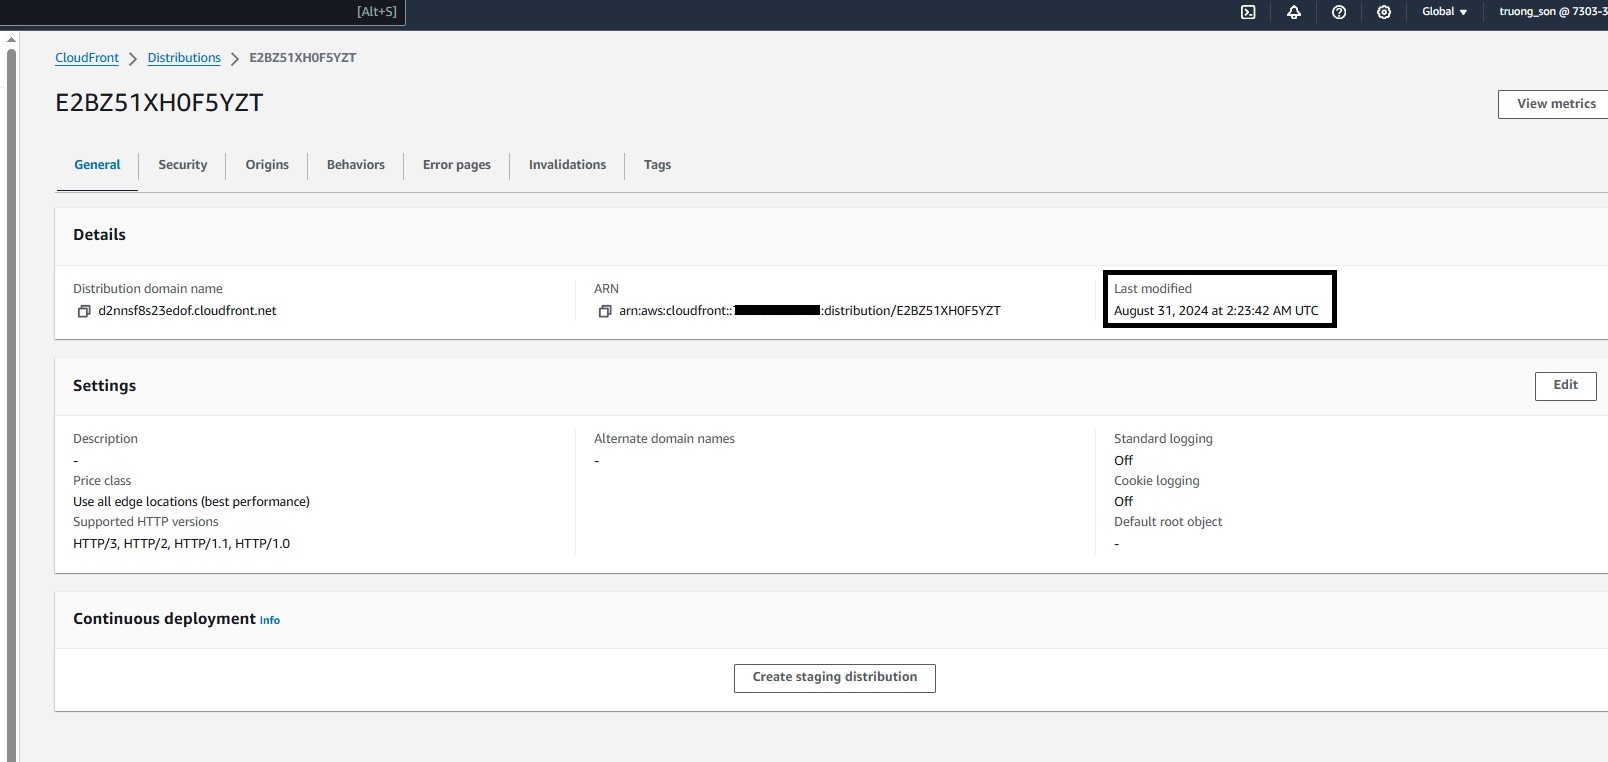 [Alt+S]
Global
truong_son @ 7303-3
CloudFront
Distributions
E2BZ51XH0F5YZT
E2BZ51XH0F5YZT
View metrics
General
Security
Origins
Behaviors
Error pages
Invalidations
Tags
Details
Distribution domain name
d2nnsf8s23edof.cloudfront.net
ARN
arn:aws:cloudfront:: :distribution/E2BZ51XH0F5YZT
Last modified
August 31, 2024 at 2:23:42 AM UTC
Settings
Edit
Description
-
Price class
Use all edge locations (best performance)
Supported HTTP versions
HTTP/3, HTTP/2, HTTP/1.1, HTTP/1.0
Alternate domain names
-
Standard logging
Off
Cookie logging
Off
Default root object
-
Continuous deployment Info
Create staging distribution